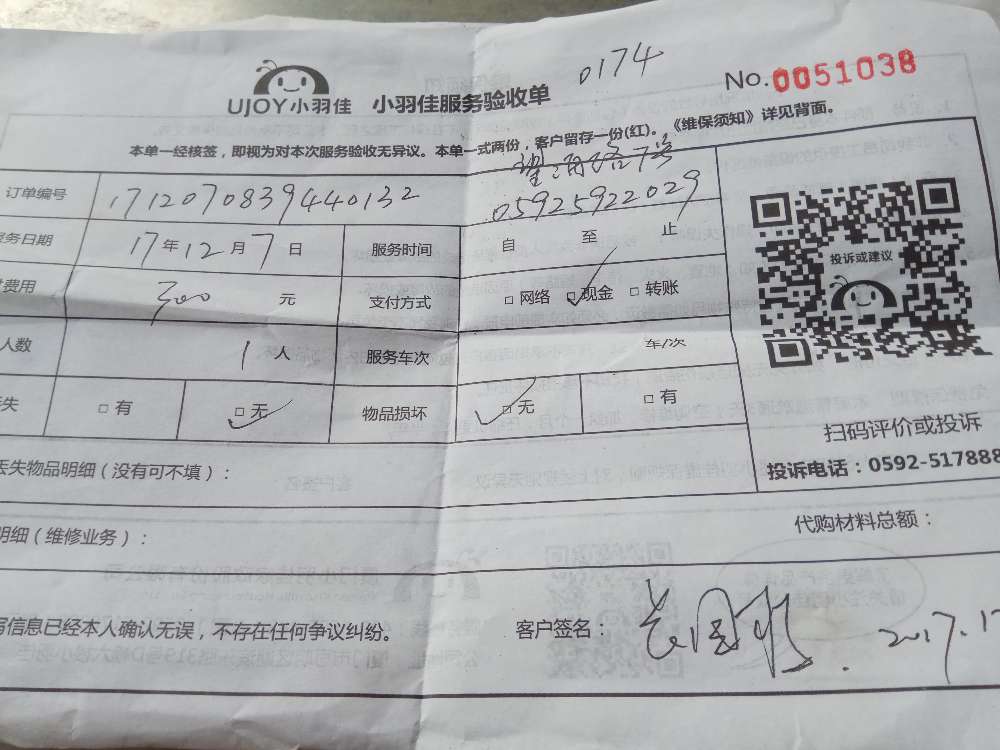 0174
No.0051038
UJOY小羽佳 小羽佳服务验收单
本单一经核签，即视为对本次服务验收无异议。本单一式两份，客户留存一份(红)。《维保须知》详见背面。
订单编号 1712070839440132 05925922029
务日期 17年12月7日 服务时间 自 至 止
费用 300 元 支付方式 □网络 □现金 □转账
人数 1人 服务车次 车/次
失 □有 □无 物品损坏 □无 □有
投诉或建议
扫码评价或投诉
投诉电话：0592-517888
丢失物品明细（没有可不填）：
明细（维修业务）： 代购材料总额：
写信息已经本人确认无误，不存在任何争议纠纷。 客户签名： 2017.1